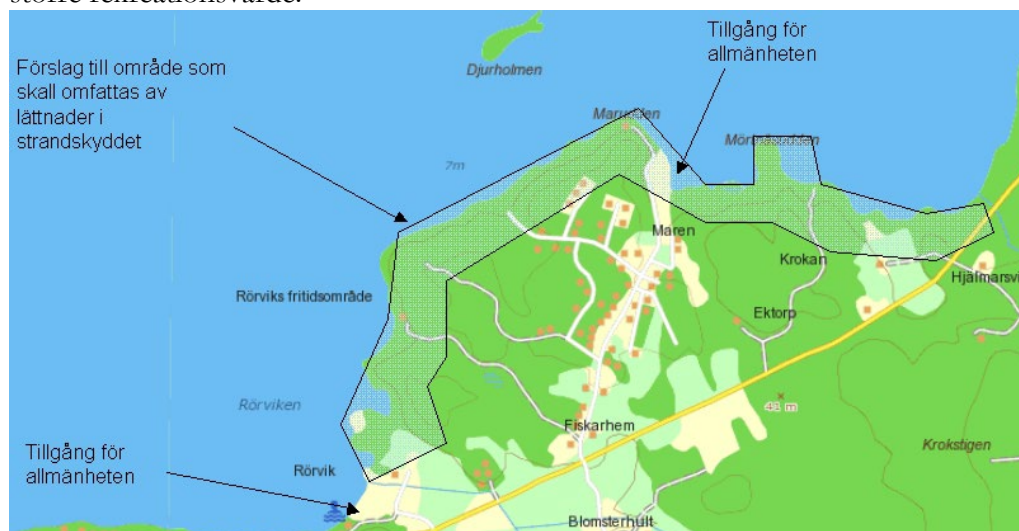 större rekreationsvärde.
Tillgång för
allmänheten
Förslag till område som
skall omfattas av
lättnader i
strandskyddet
Djurholmen
Marudden
7m
Maren
Krokan
Hjälmarsvi
Rörviks fritidsområde
Ektorp
41 m
Rörviken
Fiskarhem
Krokstigen
Tillgång för
allmänheten
Rörvik
Blomsterhult